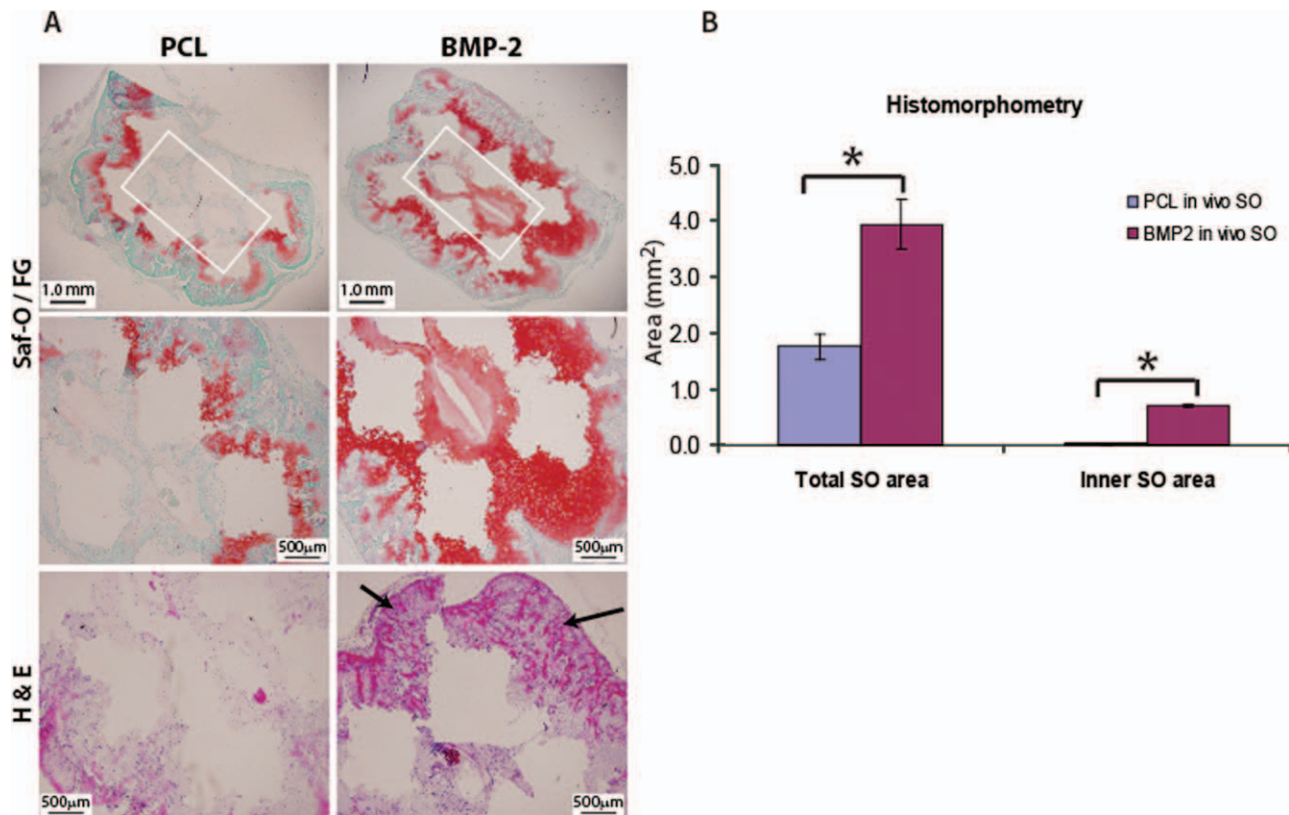 A
PCL
BMP-2
Saf-O / FG
1.0 mm
1.0 mm
500μm
500μm
H & E
500μm
500μm
B
Histomorphometry
Area (mm²)
5.0
4.0
3.0
2.0
1.0
0.0
*
*
PCL in vivo SO
BMP2 in vivo SO
Total SO area
Inner SO area